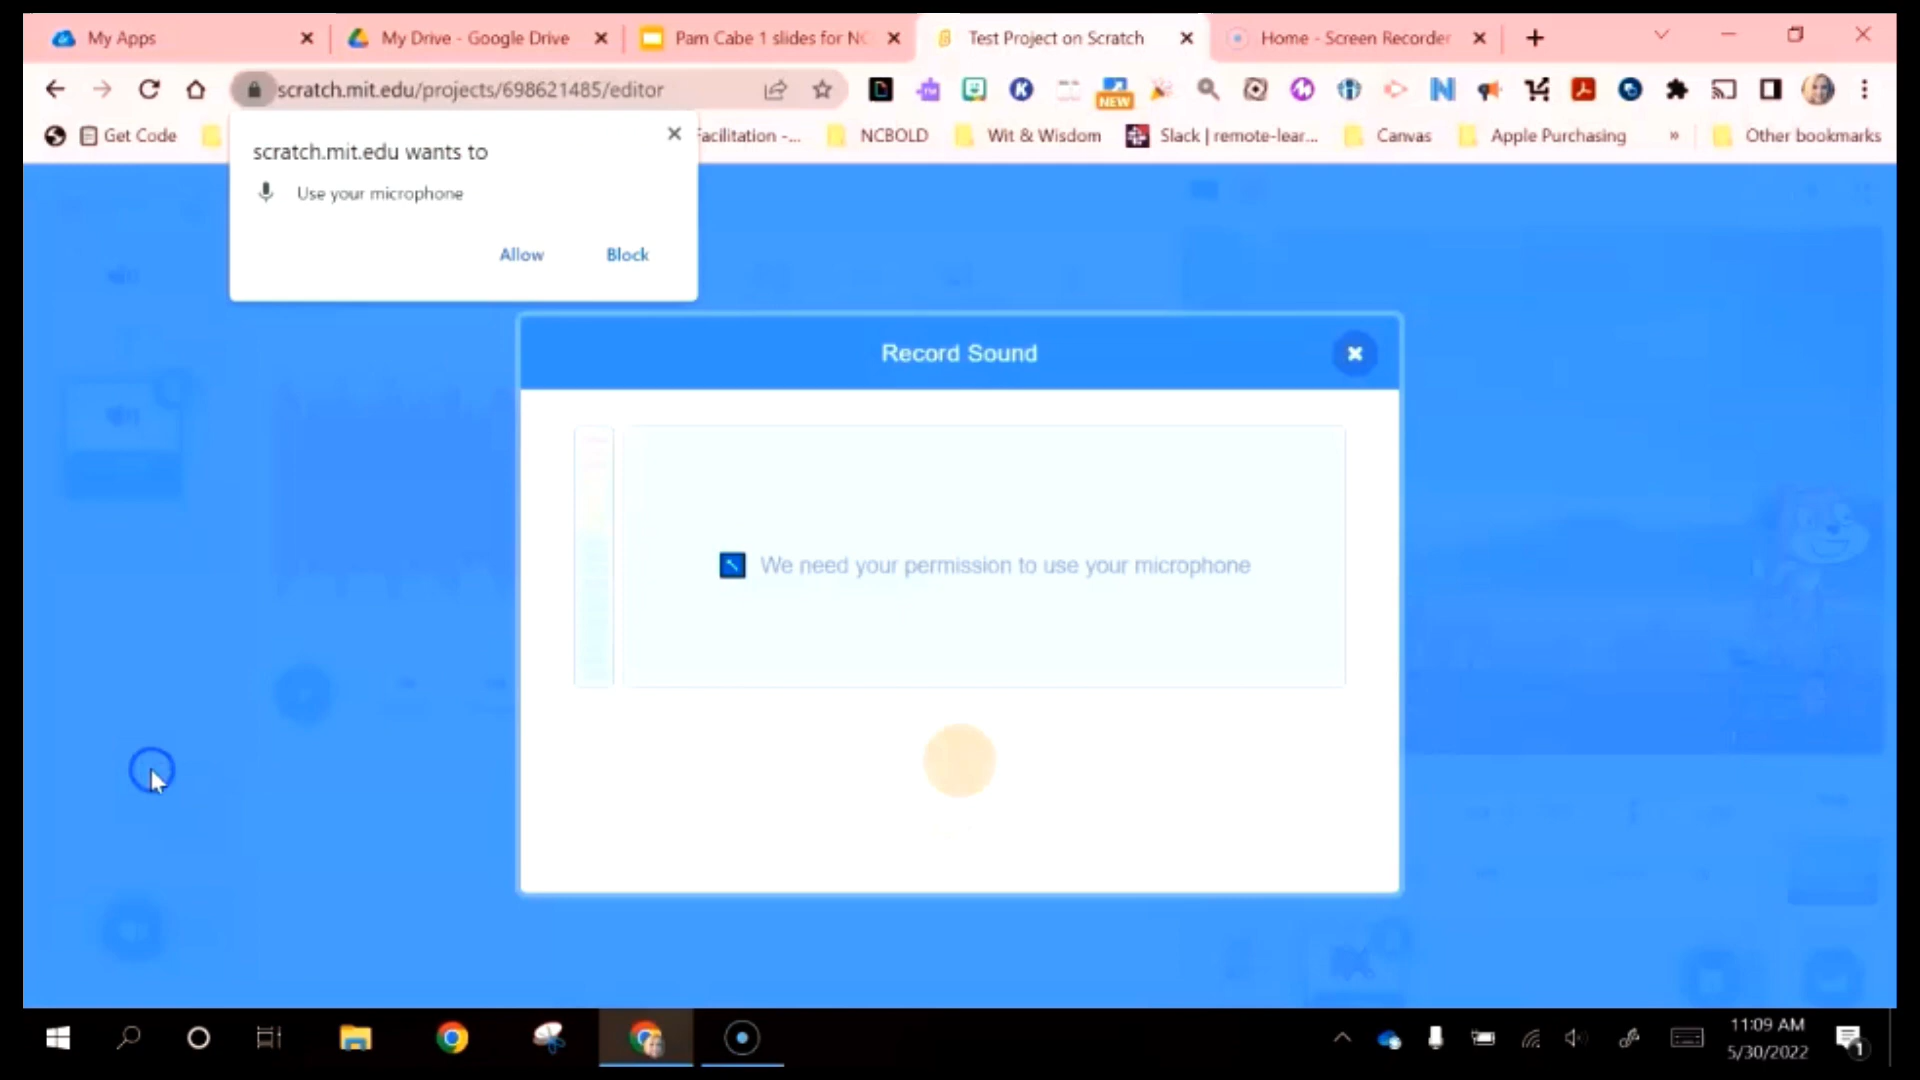 My Apps
My Drive - Google Drive
Pam Cabe 1 slides for NC
Test Project on Scratch
Home - Screen Recorder
scratch.mit.edu/projects/698621485/editor
NEW
Get Code
Facilitation -...
NCBOLD
Wit & Wisdom
Slack | remote-lear...
Canvas
Apple Purchasing
»
Other bookmarks
scratch.mit.edu wants to
Use your microphone
Allow
Block
Record Sound
We need your permission to use your microphone
11:09 AM
5/30/2022
1